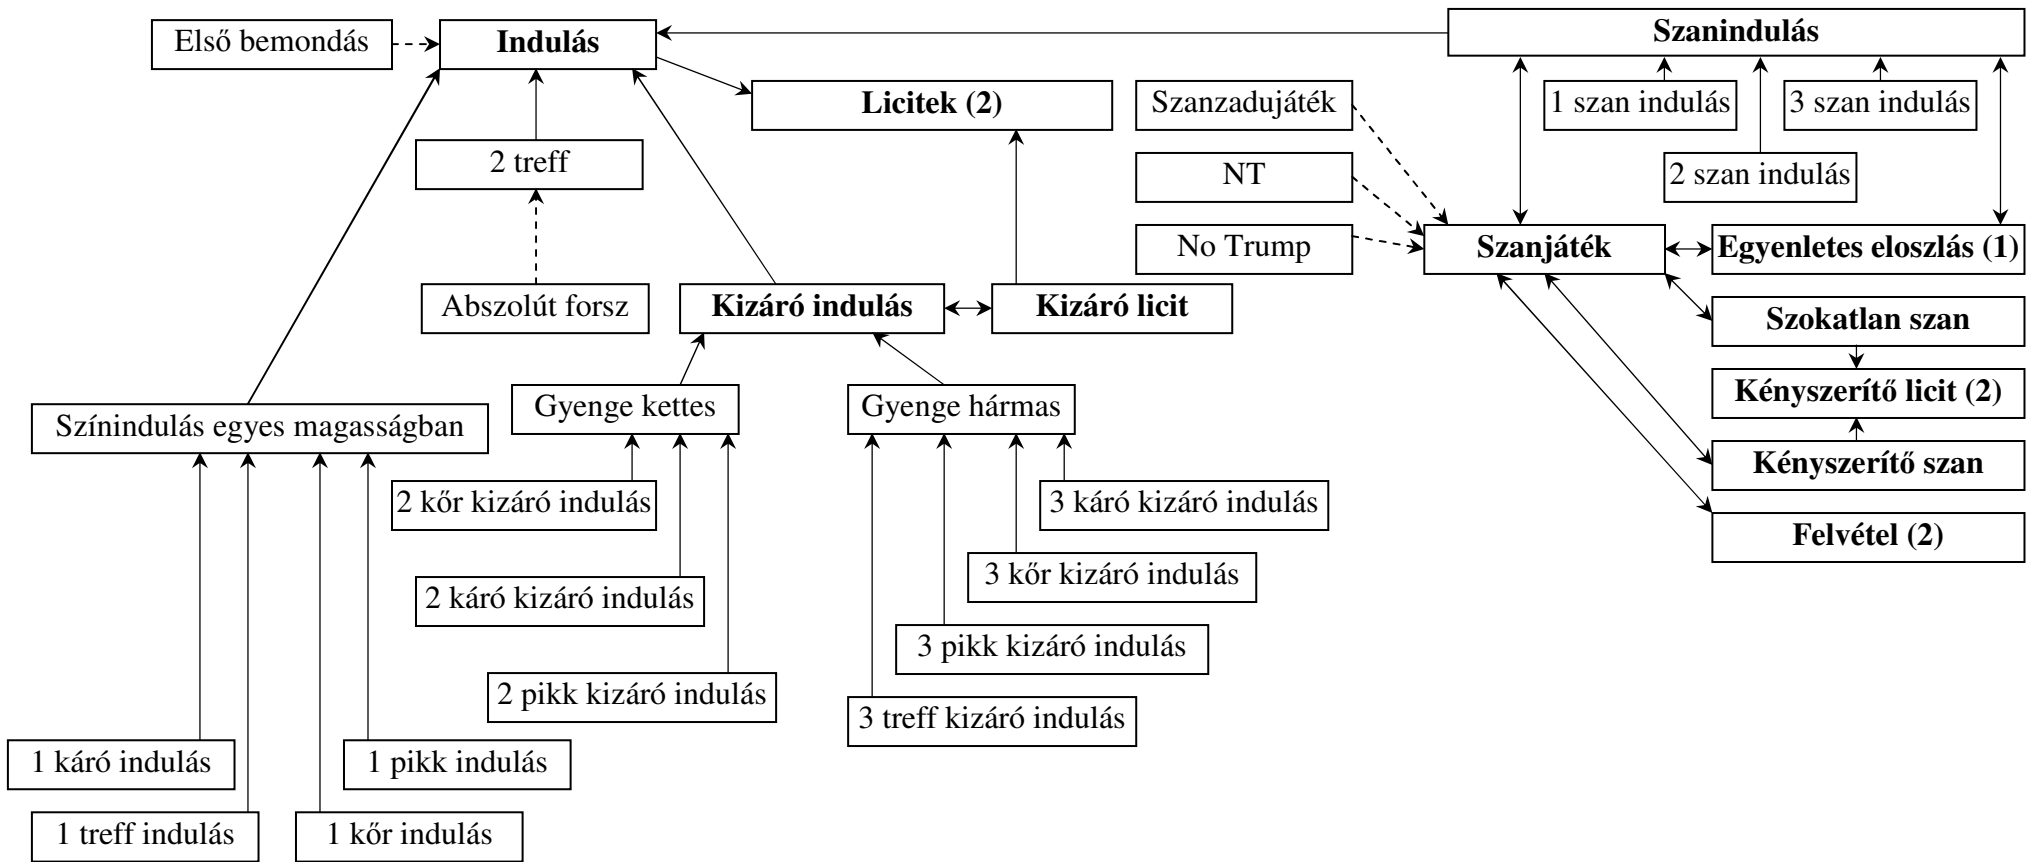 Első bemondás
Indulás
Szanindulás
Licitek (2)
Szanzadujáték
1 szan indulás
3 szan indulás
2 treff
NT
2 szan indulás
No Trump
Szanjáték
Egyenletes eloszlás (1)
Abszolút forsz
Kizáró indulás
Kizáró licit
Szokatlan szan
Kényszerítő licit (2)
Színindulás egyes magasságban
Gyenge kettes
Gyenge hármas
Kényszerítő szan
2 kőr kizáró indulás
3 káró kizáró indulás
Felvétel (2)
3 kőr kizáró indulás
2 káró kizáró indulás
3 pikk kizáró indulás
2 pikk kizáró indulás
3 treff kizáró indulás
1 káró indulás
1 pikk indulás
1 treff indulás
1 kőr indulás